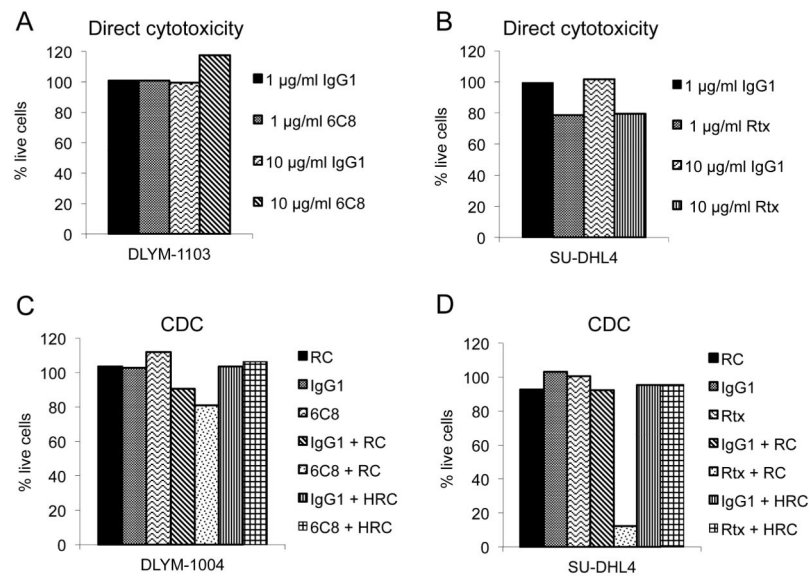 A
Direct cytotoxicity
% live cells
120
100
80
60
40
20
0
DLYM-1103
1 µg/ml IgG1
1 µg/ml 6C8
10 µg/ml IgG1
10 µg/ml 6C8
B
Direct cytotoxicity
% live cells
120
100
80
60
40
20
0
SU-DHL4
1 µg/ml IgG1
1 µg/ml Rtx
10 µg/ml IgG1
10 µg/ml Rtx
C
CDC
% live cells
120
100
80
60
40
20
0
DLYM-1004
RC
IgG1
6C8
IgG1 + RC
6C8 + RC
IgG1 + HRC
6C8 + HRC
D
CDC
% live cells
120
100
80
60
40
20
0
SU-DHL4
RC
IgG1
Rtx
IgG1 + RC
Rtx + RC
IgG1 + HRC
Rtx + HRC